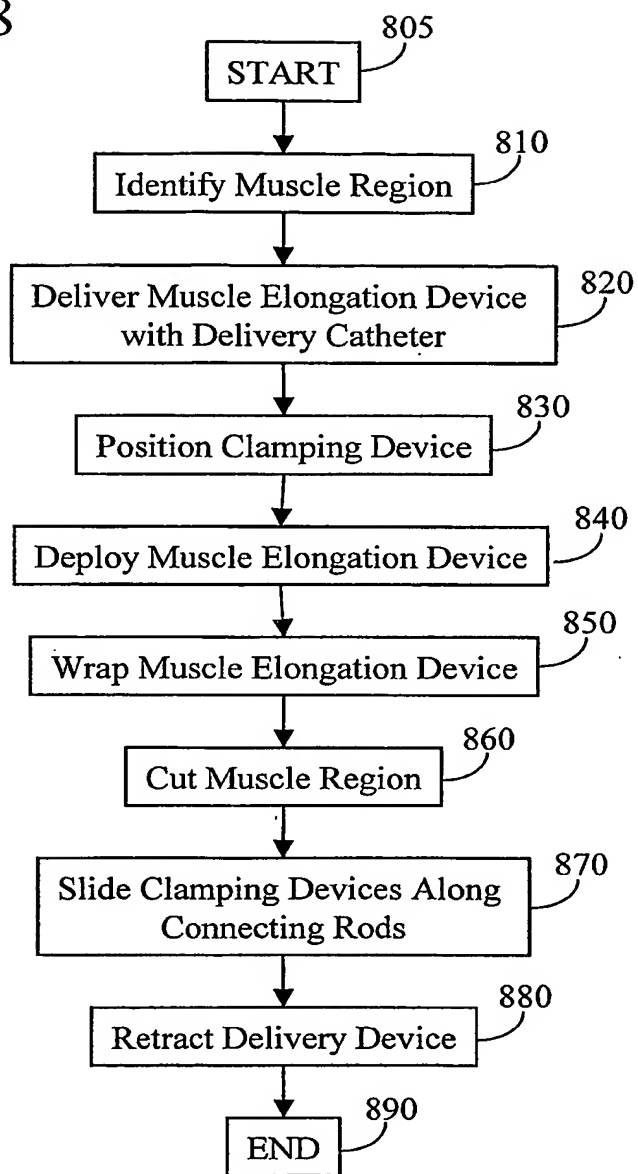 8
805
START
810
Identify Muscle Region
820
Deliver Muscle Elongation Device
with Delivery Catheter
830
Position Clamping Device
840
Deploy Muscle Elongation Device
850
Wrap Muscle Elongation Device
860
Cut Muscle Region
870
Slide Clamping Devices Along
Connecting Rods
880
Retract Delivery Device
890
END